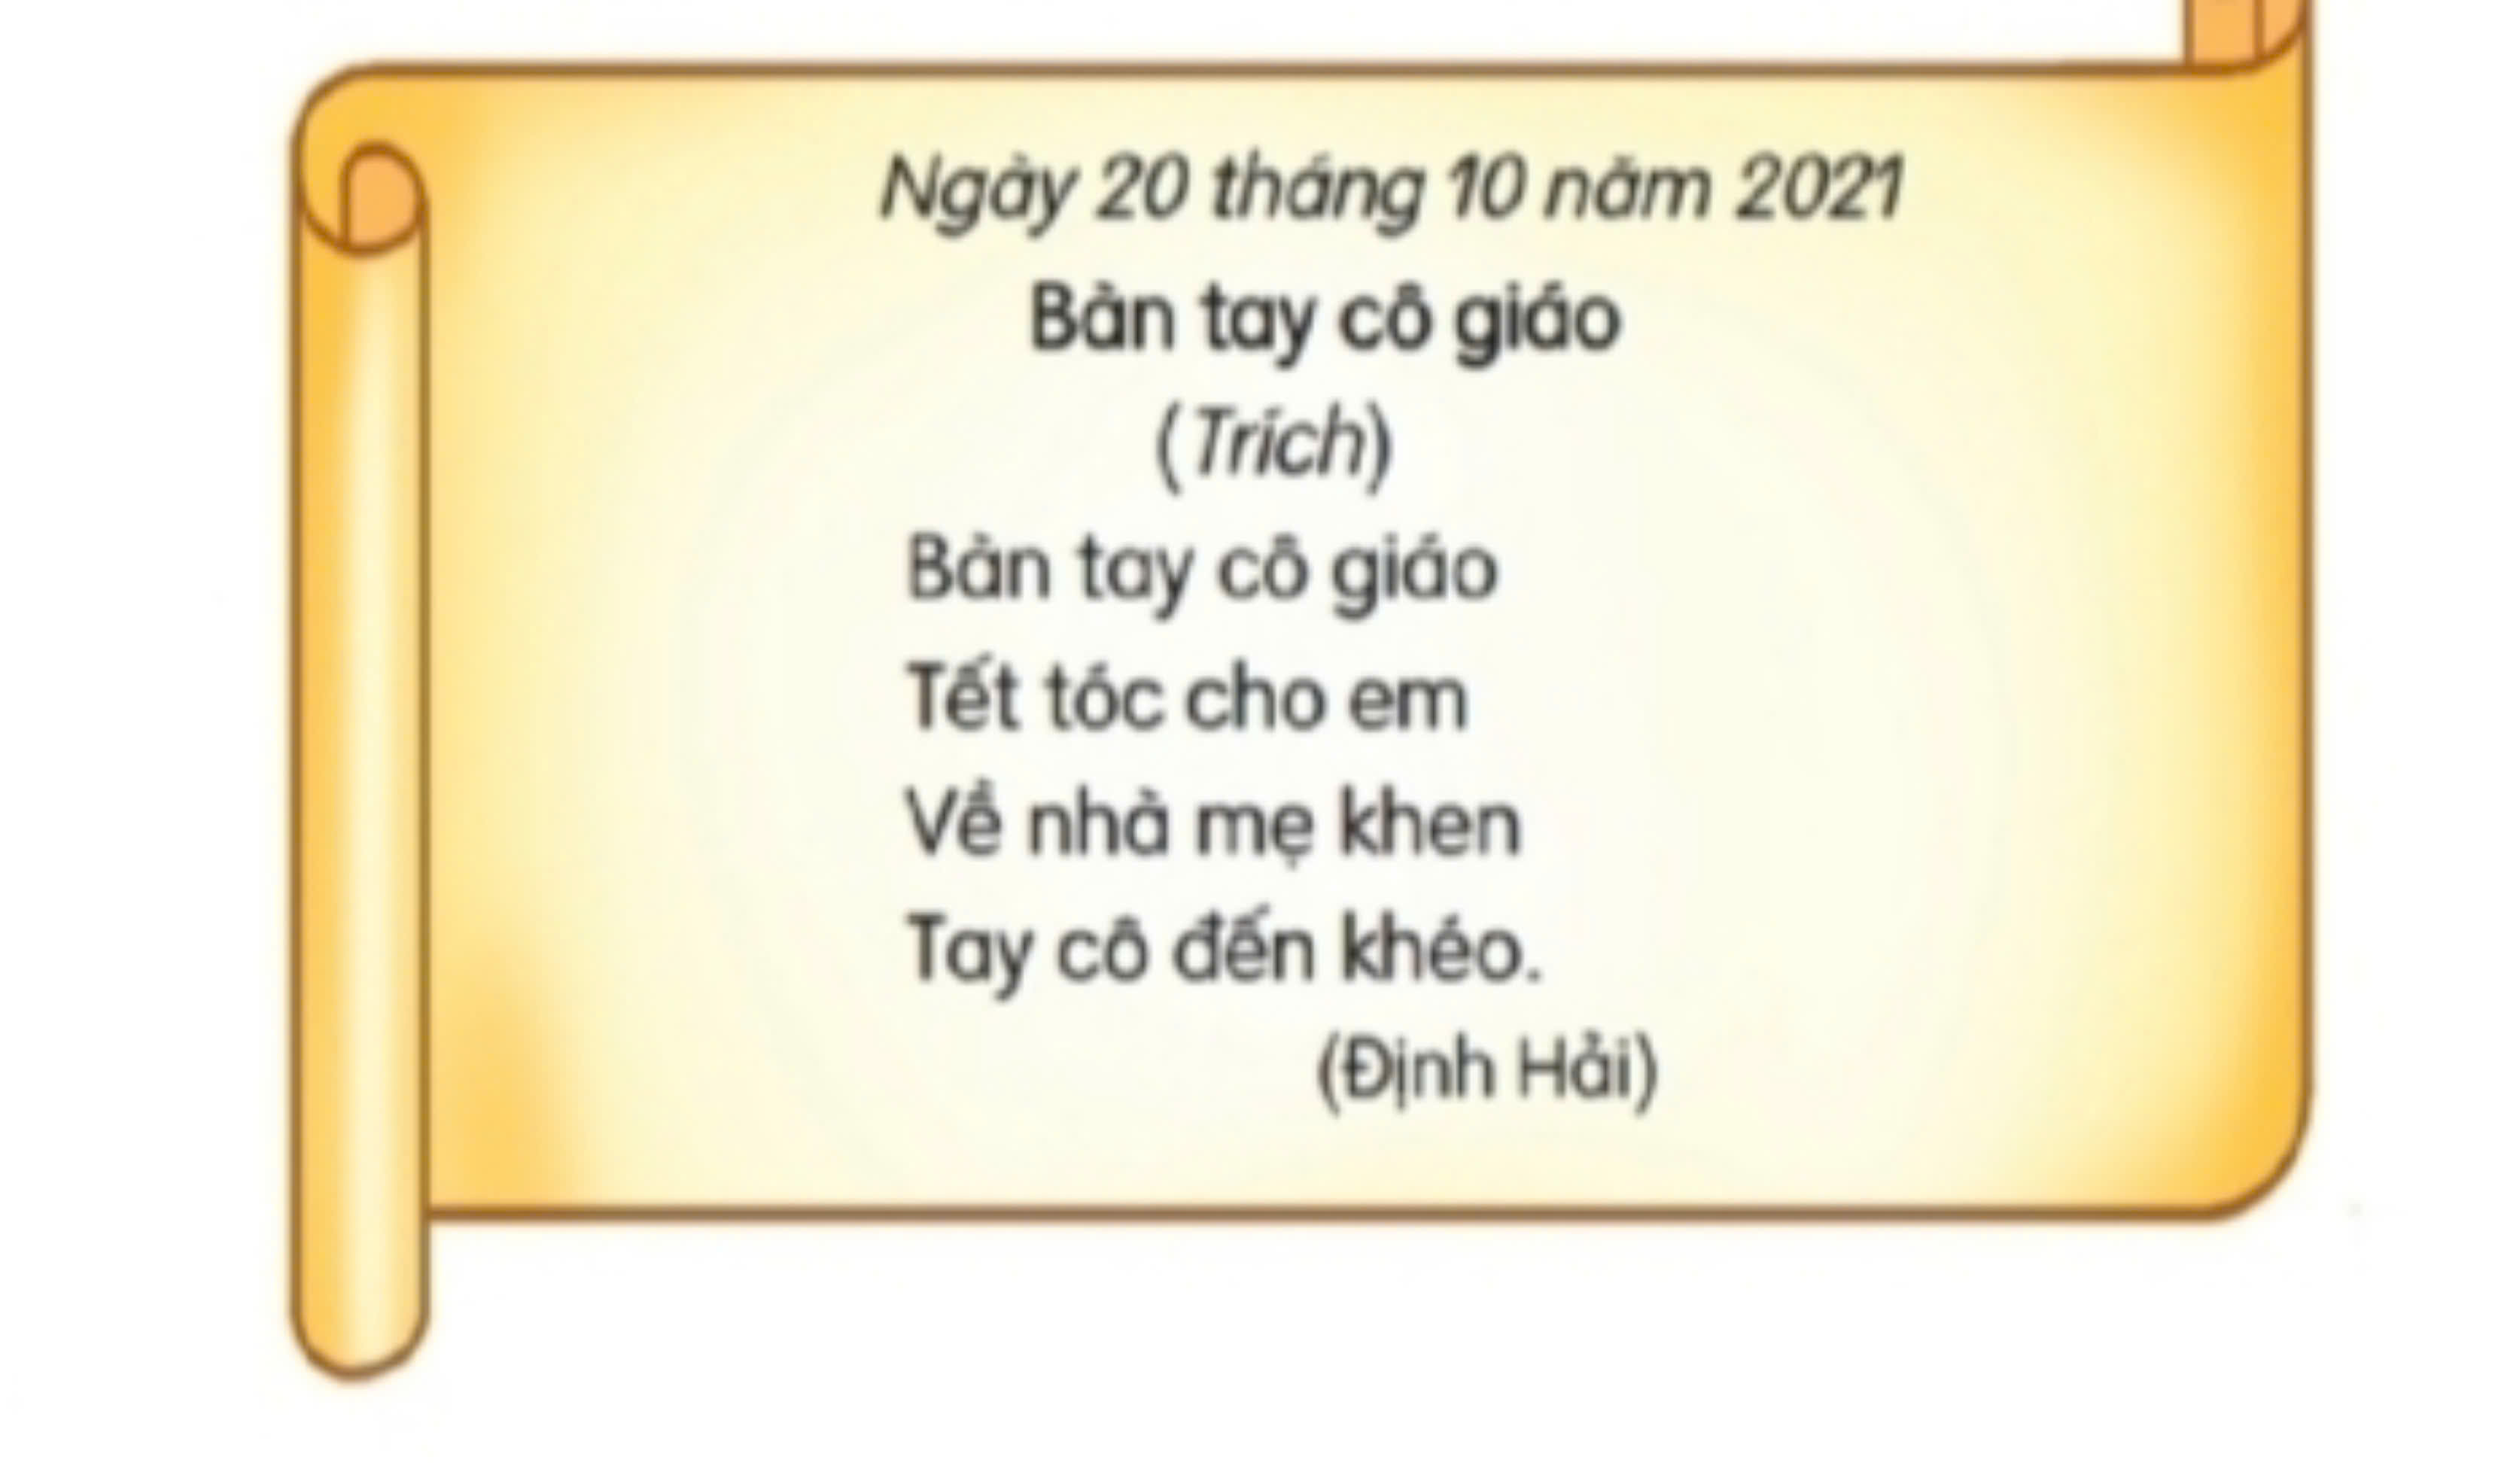 Ngày 20 tháng 10 năm 2021
Bàn tay cô giáo
(Trích)
Bàn tay cô giáo
Tết tóc cho em
Về nhà mẹ khen
Tay cô đến khéo.
(Định Hải)